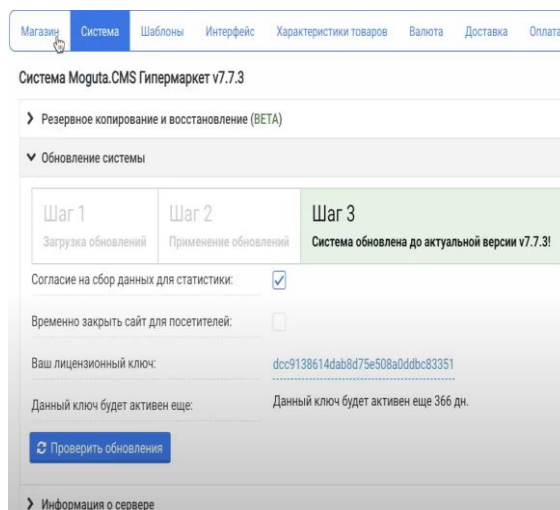 Магазин Система Шаблоны Интерфейс Характеристики товаров Валюта Доставка Оплата
Система Moguta.CMS Гипермаркет v7.7.3
Резервное копирование и восстановление (BETA)
Обновление системы
Шаг 1 Шаг 2 Шаг 3
Загрузка обновлений Применение обновлений Система обновлена до актуальной версии v7.7.3!
Согласие на сбор данных для статистики:
Временно закрыть сайт для посетителей:
Ваш лицензионный ключ: dcc9138614dab8d75e508a0ddbc83351
Данный ключ будет активен еще: Данный ключ будет активен еще 366 дн.
Проверить обновления
Информация о сервере